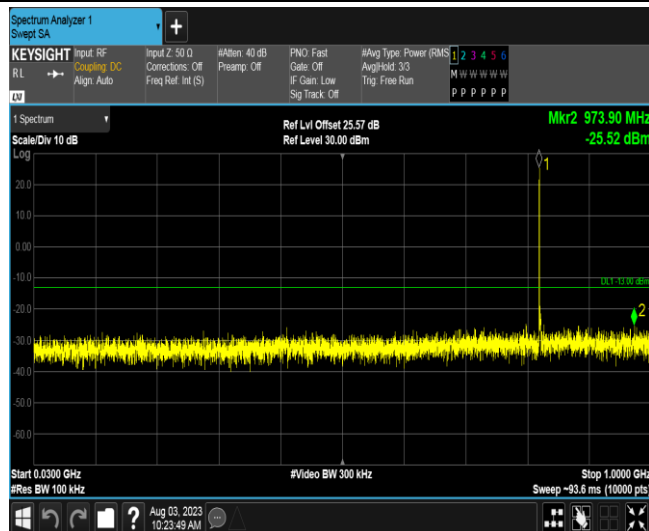 Spectrum Analyzer 1
Swept SA
KEYSIGHT
RL
LXI
Input: RF
Coupling: DC
Align: Auto
Input Z: 50 Ω
Corrections: Off
Freq Ref: Int (S)
#Atten: 40 dB
Preamp: Off
PNO: Fast
Gate: Off
IF Gain: Low
Sig Track: Off
#Avg Type: Power (RMS
Avg|Hold: 3/3
Trig: Free Run
1 2 3 4 5 6
M W W W W W
P P P P P P
1 Spectrum
Scale/Div 10 dB
Ref Lvl Offset 25.57 dB
Ref Level 30.00 dBm
Mkr2 973.90 MHz
-25.52 dBm
Log
1
20.0
10.0
0.00
-10.0
DL1 -13.00 dBm
-20.0
2
-30.0
-40.0
-50.0
-60.0
Start 0.0300 GHz
#Res BW 100 kHz
#Video BW 300 kHz
Stop 1.0000 GHz
Sweep ~93.6 ms (10000 pts)
Aug 03, 2023
10:23:49 AM